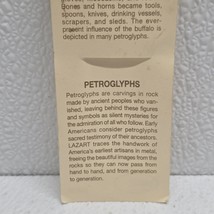 Bones and horns became tools,
spoons, knives, drinking vessels,
scrapers, and sleds. The ever-
present influence of the buffalo is
depicted in many petroglyphs.
PETROGLYPHS
Petroglyphs are carvings in rock
made by ancient peoples who van-
ished, leaving behind these figures
and symbols as silent mysteries for
the admiration of all who follow. Early
Americans consider petroglyphs
sacred testimony of their ancestors.
LAZART traces the handwork of
America's earliest artisans in metal,
freeing the beautiful images from the
rocks so they can now pass from
hand to hand, and from generation
to generation.